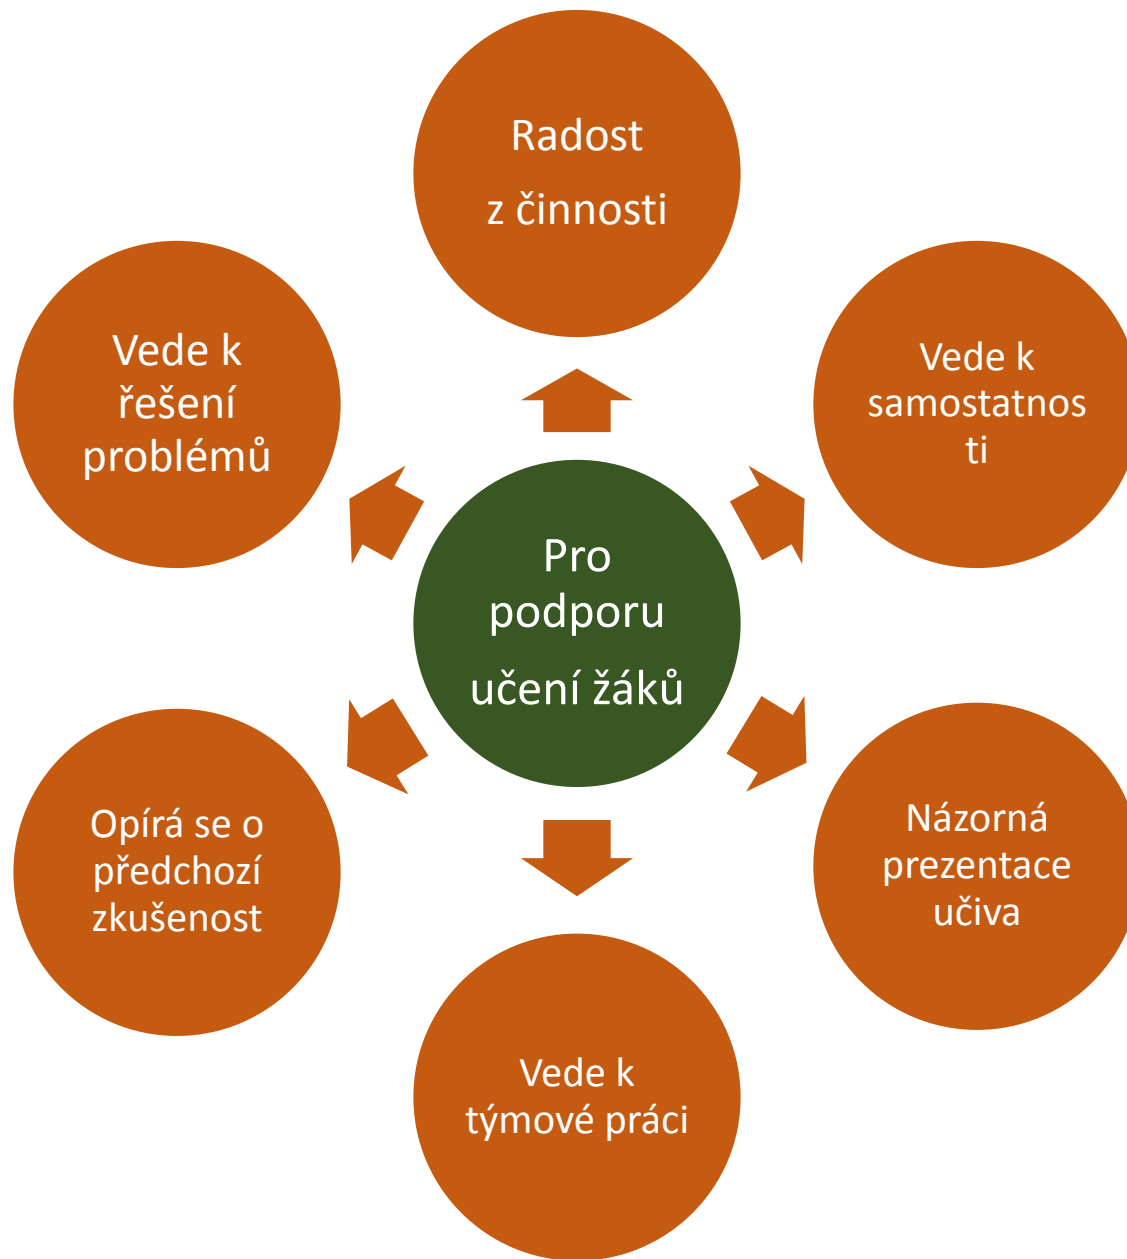 Radost
z činnosti
Vede k
řešení
problémů
Vede k
samostatnos
ti
Pro
podporu
učení žáků
Opírá se o
předchozí
zkušenost
Názorná
prezentace
učiva
Vede k
týmové práci